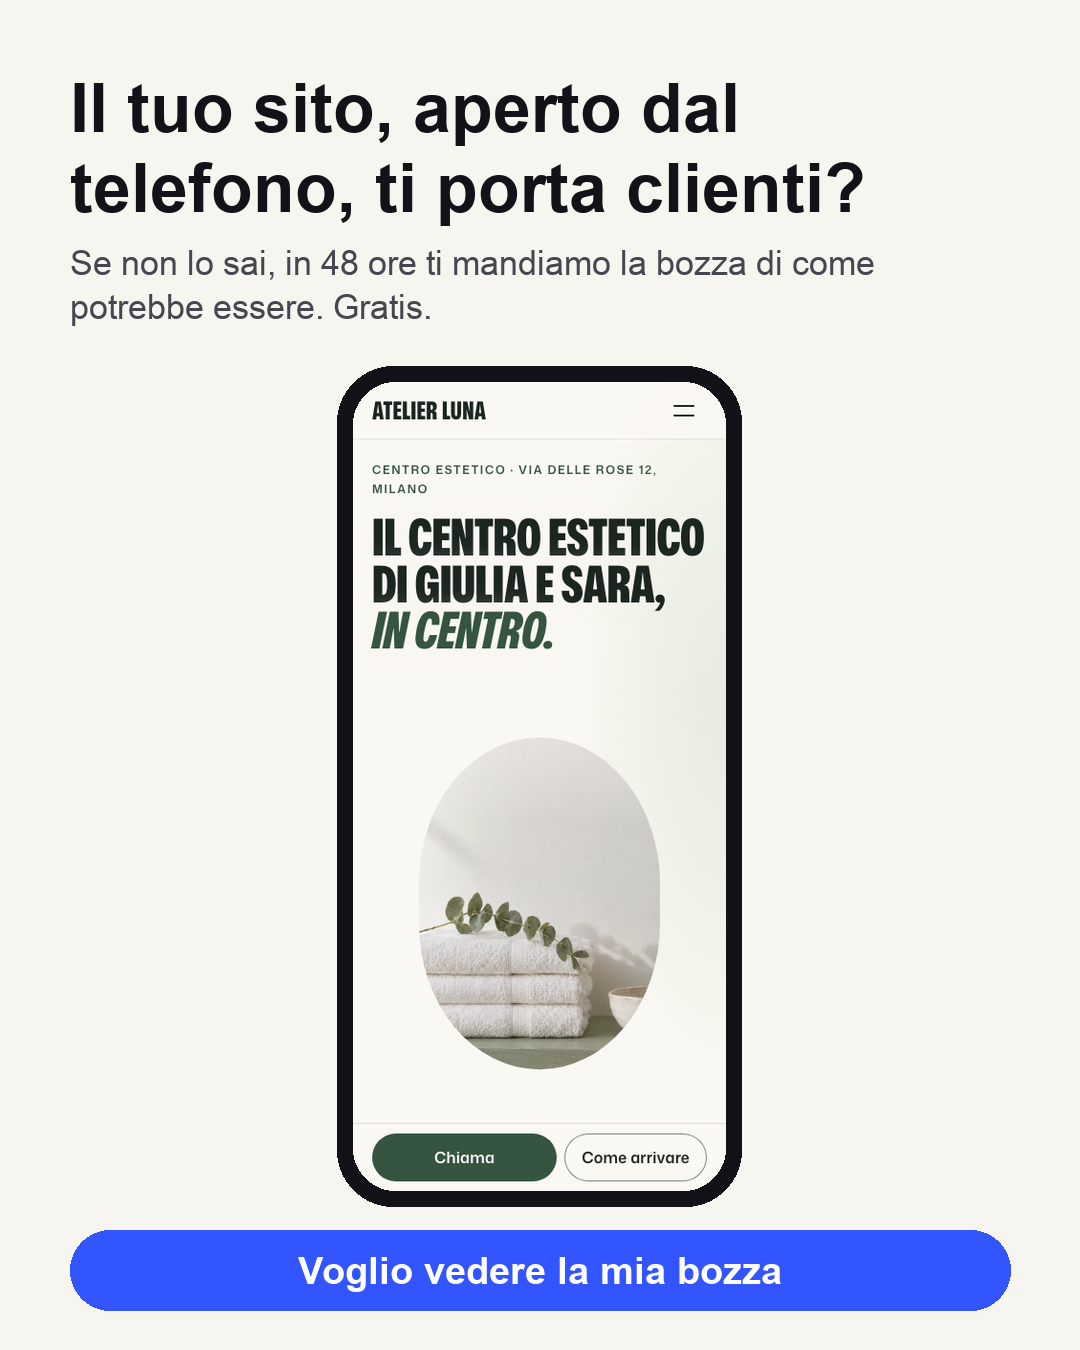 Il tuo sito, aperto dal
telefono, ti porta clienti?
Se non lo sai, in 48 ore ti mandiamo la bozza di come
potrebbe essere. Gratis.
ATELIER LUNA
CENTRO ESTETICO · VIA DELLE ROSE 12,
MILANO
IL CENTRO ESTETICO
DI GIULIA E SARA,
IN CENTRO.
Chiama
Come arrivare
Voglio vedere la mia bozza